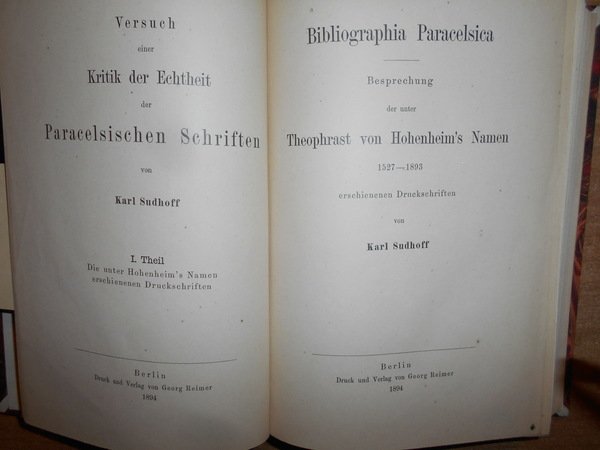 Versuch
einer
Kritik der Echtheit
der
Paracelsischen Schriften
von
Karl Sudhoff
I. Theil
Die unter Hohenheim's Namen
erschienenen Druckschriften
Berlin
Druck und Verlag von Georg Reimer
1894
Bibliographia Paracelsica
Besprechung
der unter
Theophrast von Hohenheim's Namen
1527—1893
erschienenen Druckschriften
von
Karl Sudhoff
Berlin
Druck und Verlag von Georg Reimer
1894